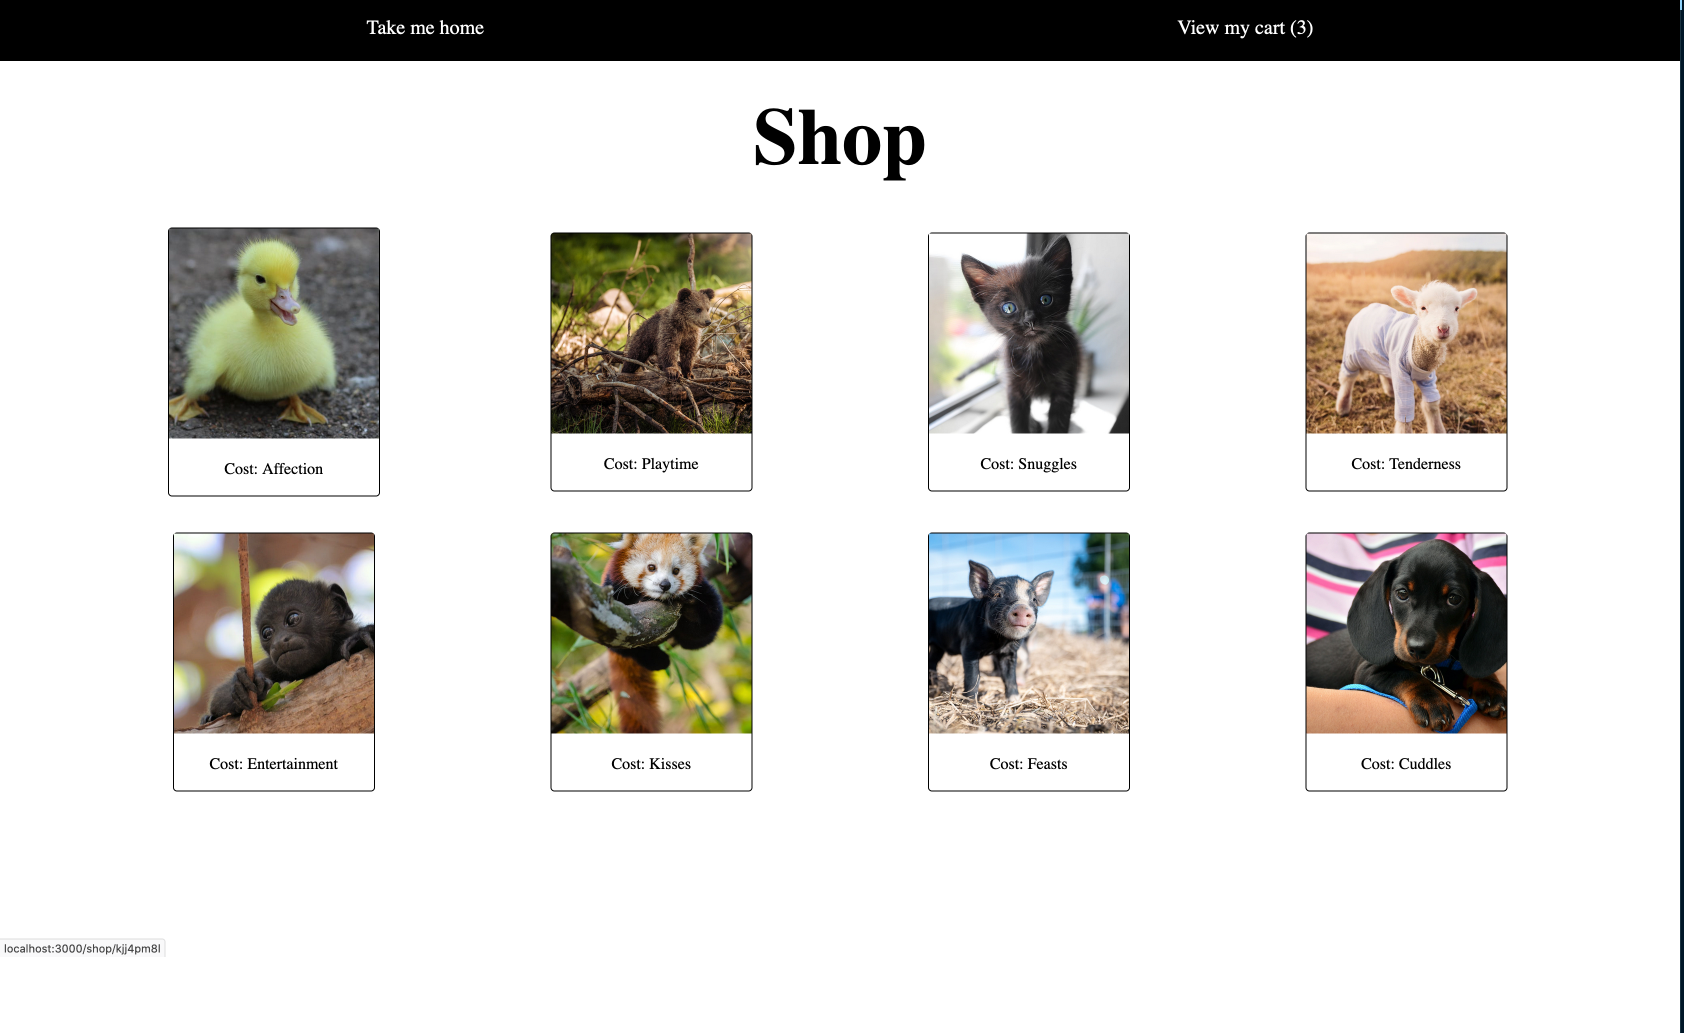 Take me home
View my cart (3)
Shop
Cost: Affection
Cost: Playtime
Cost: Snuggles
Cost: Tenderness
Cost: Entertainment
Cost: Kisses
Cost: Feasts
Cost: Cuddles
localhost:3000/shop/kjj4pm8l